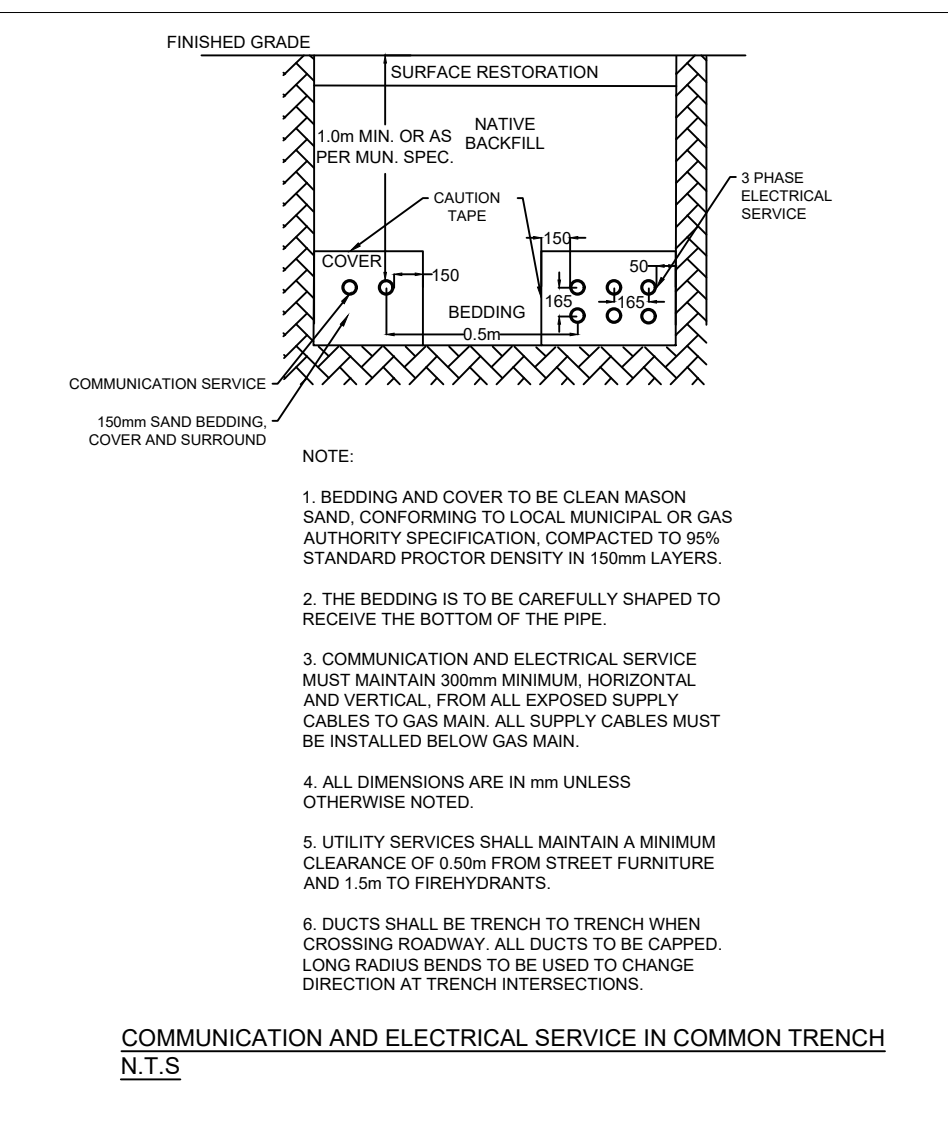 FINISHED GRADE
SURFACE RESTORATION
1.0m MIN. OR AS
PER MUN. SPEC.
NATIVE
BACKFILL
3 PHASE
ELECTRICAL
SERVICE
CAUTION
TAPE
150
COVER
50
150
165
165
BEDDING
0.5m
COMMUNICATION SERVICE
150mm SAND BEDDING,
COVER AND SURROUND
NOTE:
1. BEDDING AND COVER TO BE CLEAN MASON
SAND, CONFORMING TO LOCAL MUNICIPAL OR GAS
AUTHORITY SPECIFICATION, COMPACTED TO 95%
STANDARD PROCTOR DENSITY IN 150mm LAYERS.
2. THE BEDDING IS TO BE CAREFULLY SHAPED TO
RECEIVE THE BOTTOM OF THE PIPE.
3. COMMUNICATION AND ELECTRICAL SERVICE
MUST MAINTAIN 300mm MINIMUM, HORIZONTAL
AND VERTICAL, FROM ALL EXPOSED SUPPLY
CABLES TO GAS MAIN. ALL SUPPLY CABLES MUST
BE INSTALLED BELOW GAS MAIN.
4. ALL DIMENSIONS ARE IN mm UNLESS
OTHERWISE NOTED.
5. UTILITY SERVICES SHALL MAINTAIN A MINIMUM
CLEARANCE OF 0.50m FROM STREET FURNITURE
AND 1.5m TO FIREHYDRANTS.
6. DUCTS SHALL BE TRENCH TO TRENCH WHEN
CROSSING ROADWAY. ALL DUCTS TO BE CAPPED.
LONG RADIUS BENDS TO BE USED TO CHANGE
DIRECTION AT TRENCH INTERSECTIONS.
COMMUNICATION AND ELECTRICAL SERVICE IN COMMON TRENCH
N.T.S